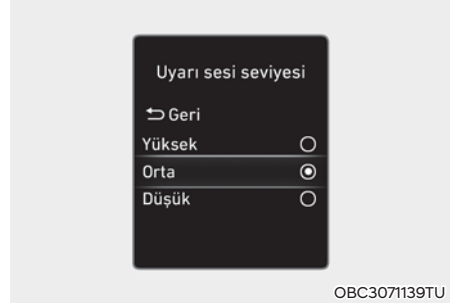 Uyarı sesi seviyesi
Geri
Yüksek
Orta
Düşük
OBC3071139TU